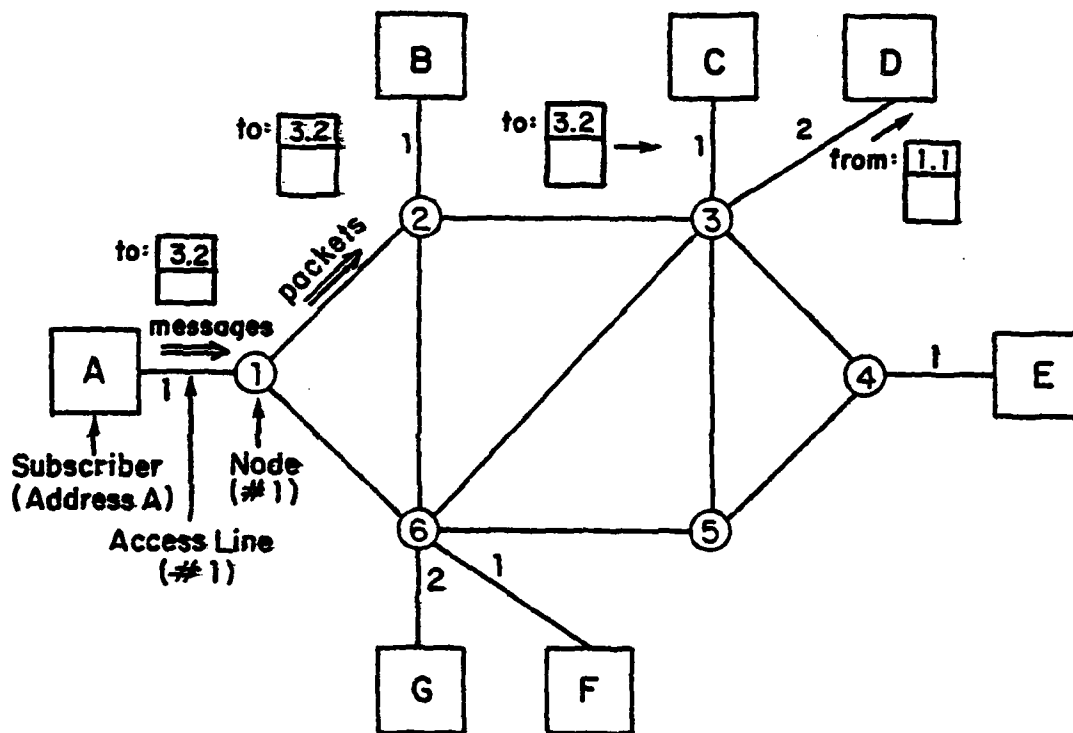 B
C
D
to: 3.2
to: 3.2
1
1
2
from: 1.1
2
3
packets
to: 3.2
messages
A
1
1
4
1
E
Subscriber
(Address A)
Node
(#1)
Access Line
(#1)
6
5
2
1
G
F